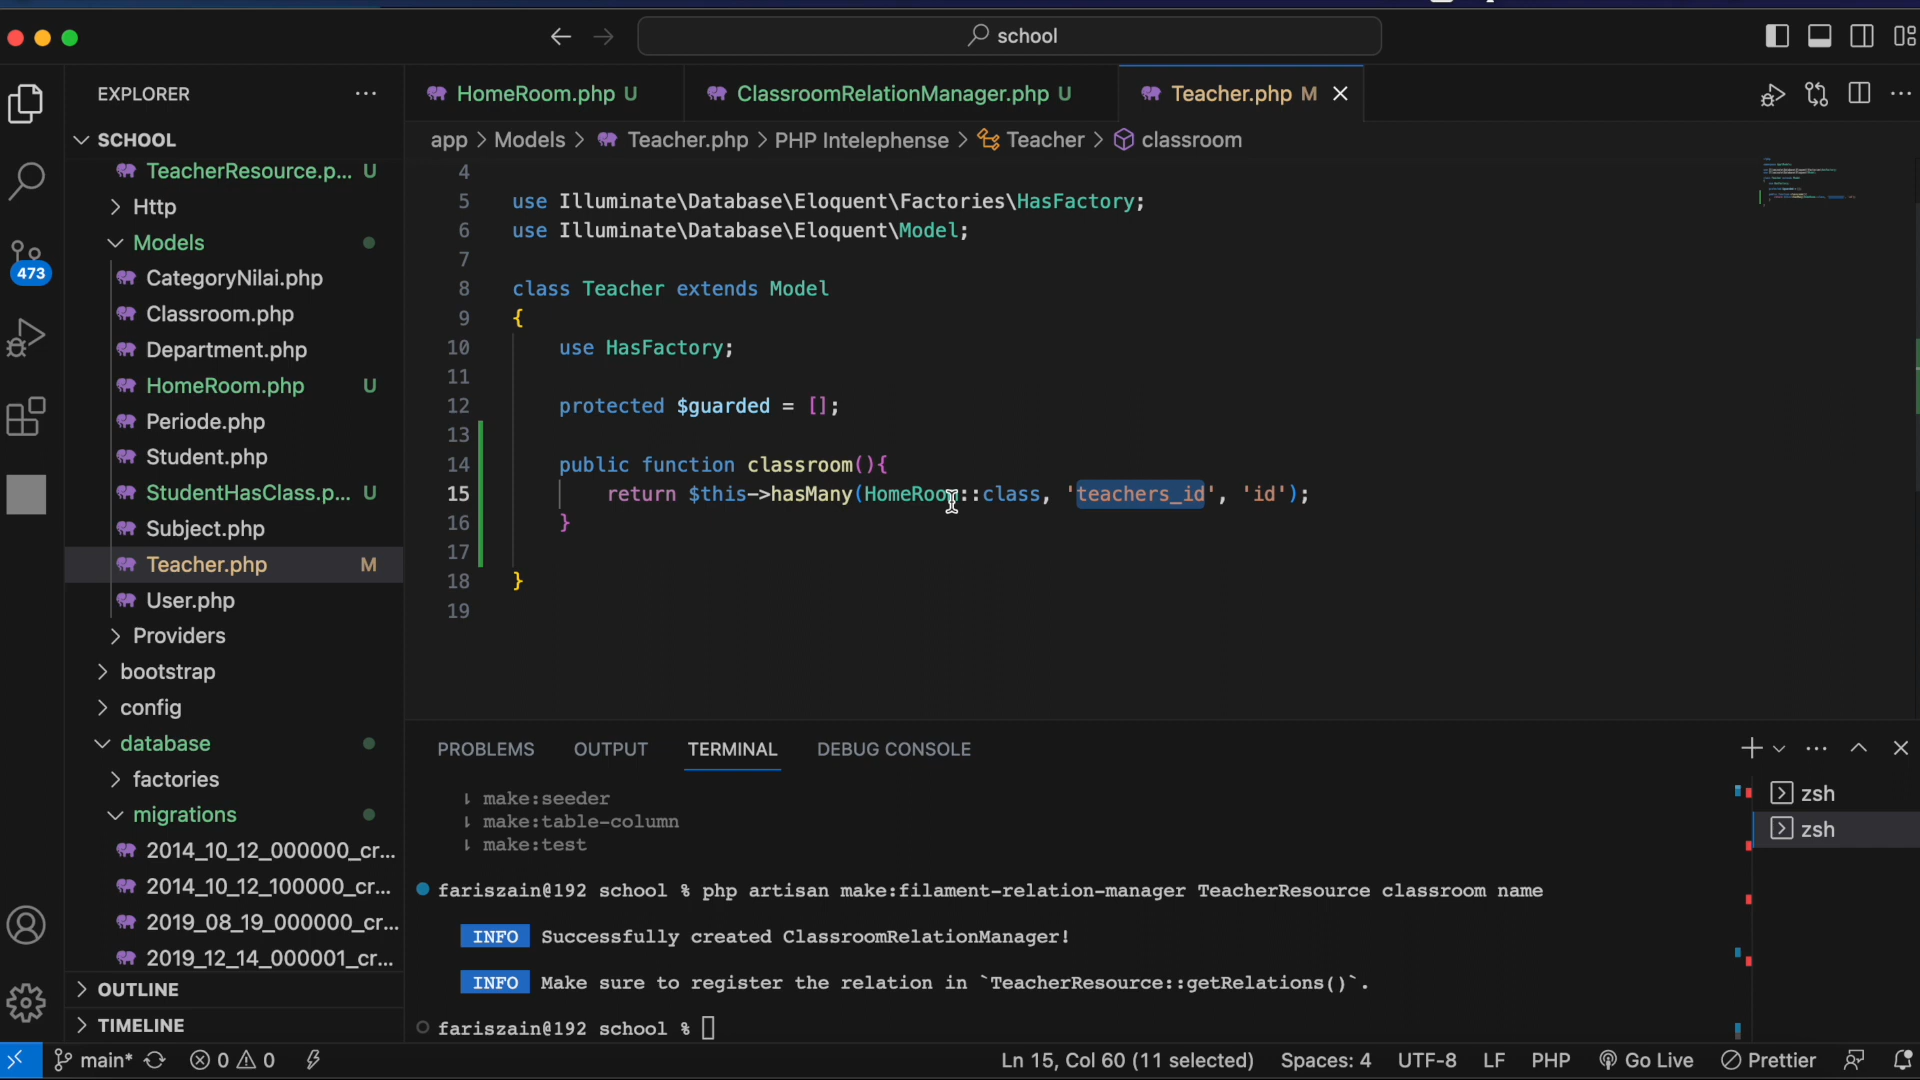 school
EXPLORER
SCHOOL
TeacherResource.p... U
Http
Models
CategoryNilai.php
Classroom.php
Department.php
HomeRoom.php U
Periode.php
Student.php
StudentHasClass.p... U
Subject.php
Teacher.php M
User.php
Providers
bootstrap
config
database
factories
migrations
2014_10_12_000000_cr...
2014_10_12_100000_cr...
2019_08_19_000000_cr...
2019_12_14_000001_cr...
OUTLINE
TIMELINE
473
HomeRoom.php U
ClassroomRelationManager.php U
Teacher.php M
app > Models > Teacher.php > PHP Intelephense > Teacher > classroom
4
5 use Illuminate\Database\Eloquent\Factories\HasFactory;
6 use Illuminate\Database\Eloquent\Model;
7
8 class Teacher extends Model
9 {
10 use HasFactory;
11
12 protected $guarded = [];
13
14 public function classroom(){
15 return $this->hasMany(HomeRoom::class, 'teachers_id', 'id');
16 }
17
18 }
19
PROBLEMS OUTPUT TERMINAL DEBUG CONSOLE
make:seeder
make:table-column
make:test
fariszain@192 school % php artisan make:filament-relation-manager TeacherResource classroom name
INFO Successfully created ClassroomRelationManager!
INFO Make sure to register the relation in `TeacherResource::getRelations()`.
fariszain@192 school %
zsh
zsh
main* 0 0 Ln 15, Col 60 (11 selected) Spaces: 4 UTF-8 LF PHP Go Live Prettier